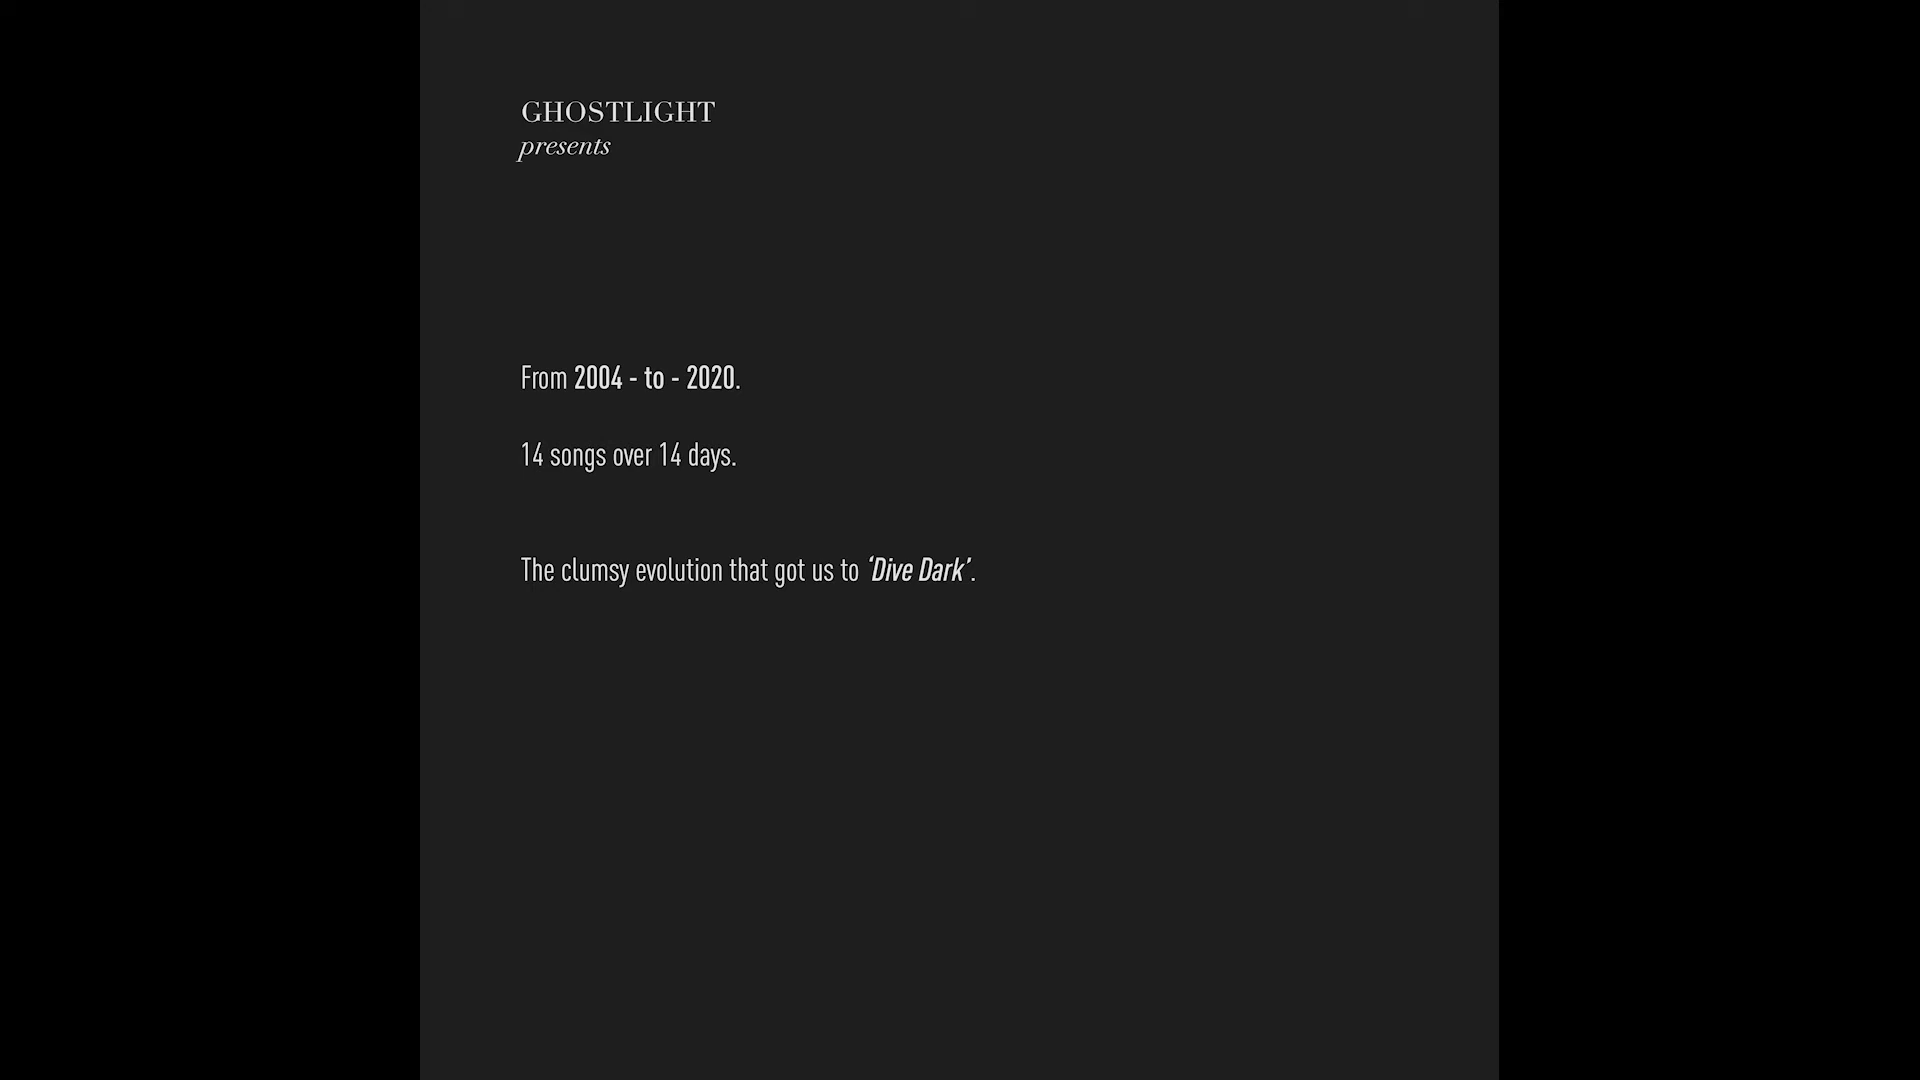 GHOSTLIGHT
presents
From 2004 - to - 2020.
14 songs over 14 days.
The clumsy evolution that got us to ‘Dive Dark’.